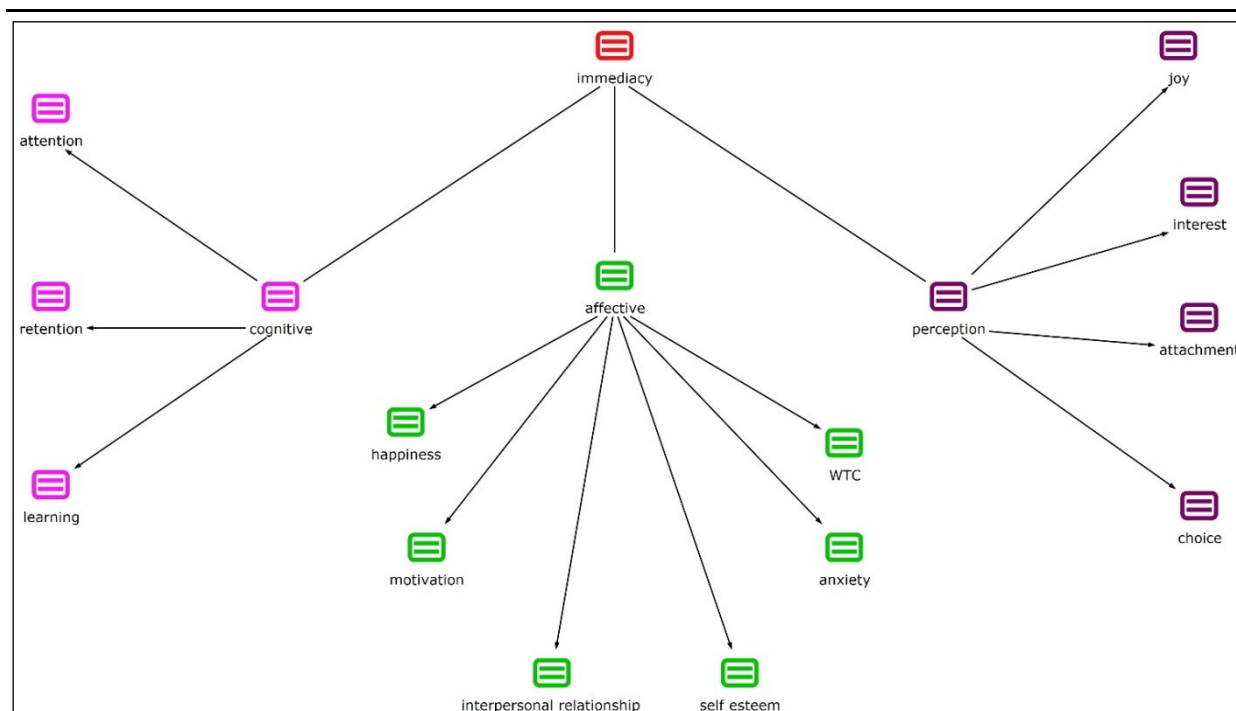 immediacy
joy
attention
interest
retention
cognitive
affective
perception
attachment
happiness
WTC
learning
choice
motivation
anxiety
interpersonal relationship
self esteem